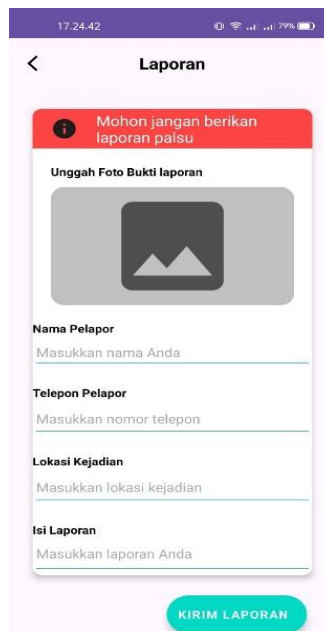 17.24.42
79%
Laporan
Mohon jangan berikan
laporan palsu
Unggah Foto Bukti laporan
Nama Pelapor
Masukkan nama Anda
Telepon Pelapor
Masukkan nomor telepon
Lokasi Kejadian
Masukkan lokasi kejadian
Isi Laporan
Masukkan laporan Anda
KIRIM LAPORAN